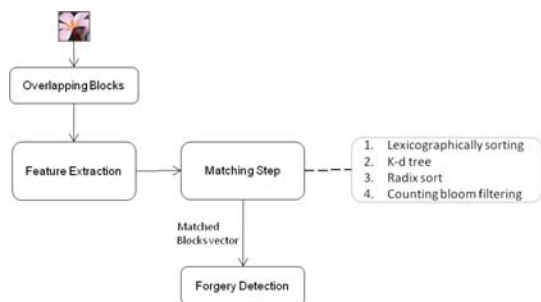 Overlapping Blocks
Feature Extraction
Matching Step
1. Lexicographically sorting
2. K-d tree
3. Radix sort
4. Counting bloom filtering
Matched
Blocks vector
Forgery Detection